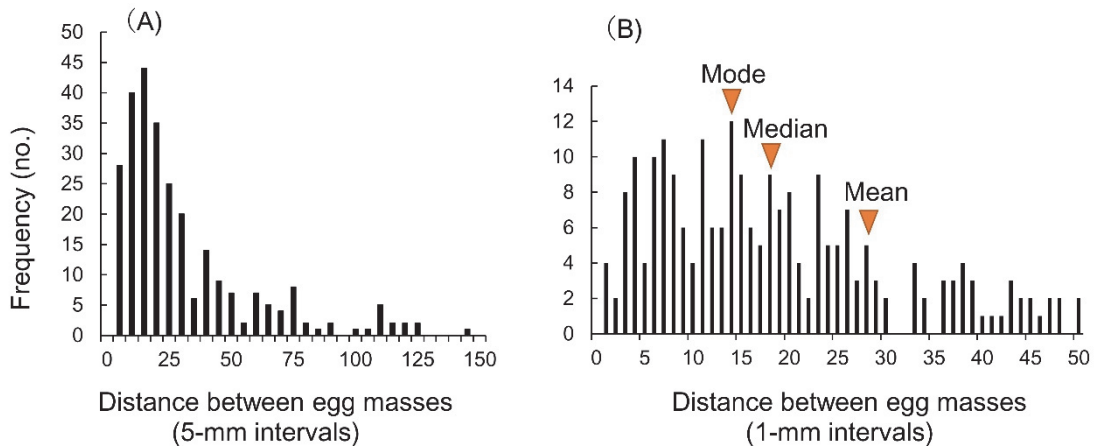 (A)
50
45
40
35
30
25
20
15
10
5
0
Frequency (no.)
0 25 50 75 100 125 150
Distance between egg masses
(5-mm intervals)
(B)
14
12
10
8
6
4
2
0
Mode
Median
Mean
0 5 10 15 20 25 30 35 40 45 50
Distance between egg masses
(1-mm intervals)